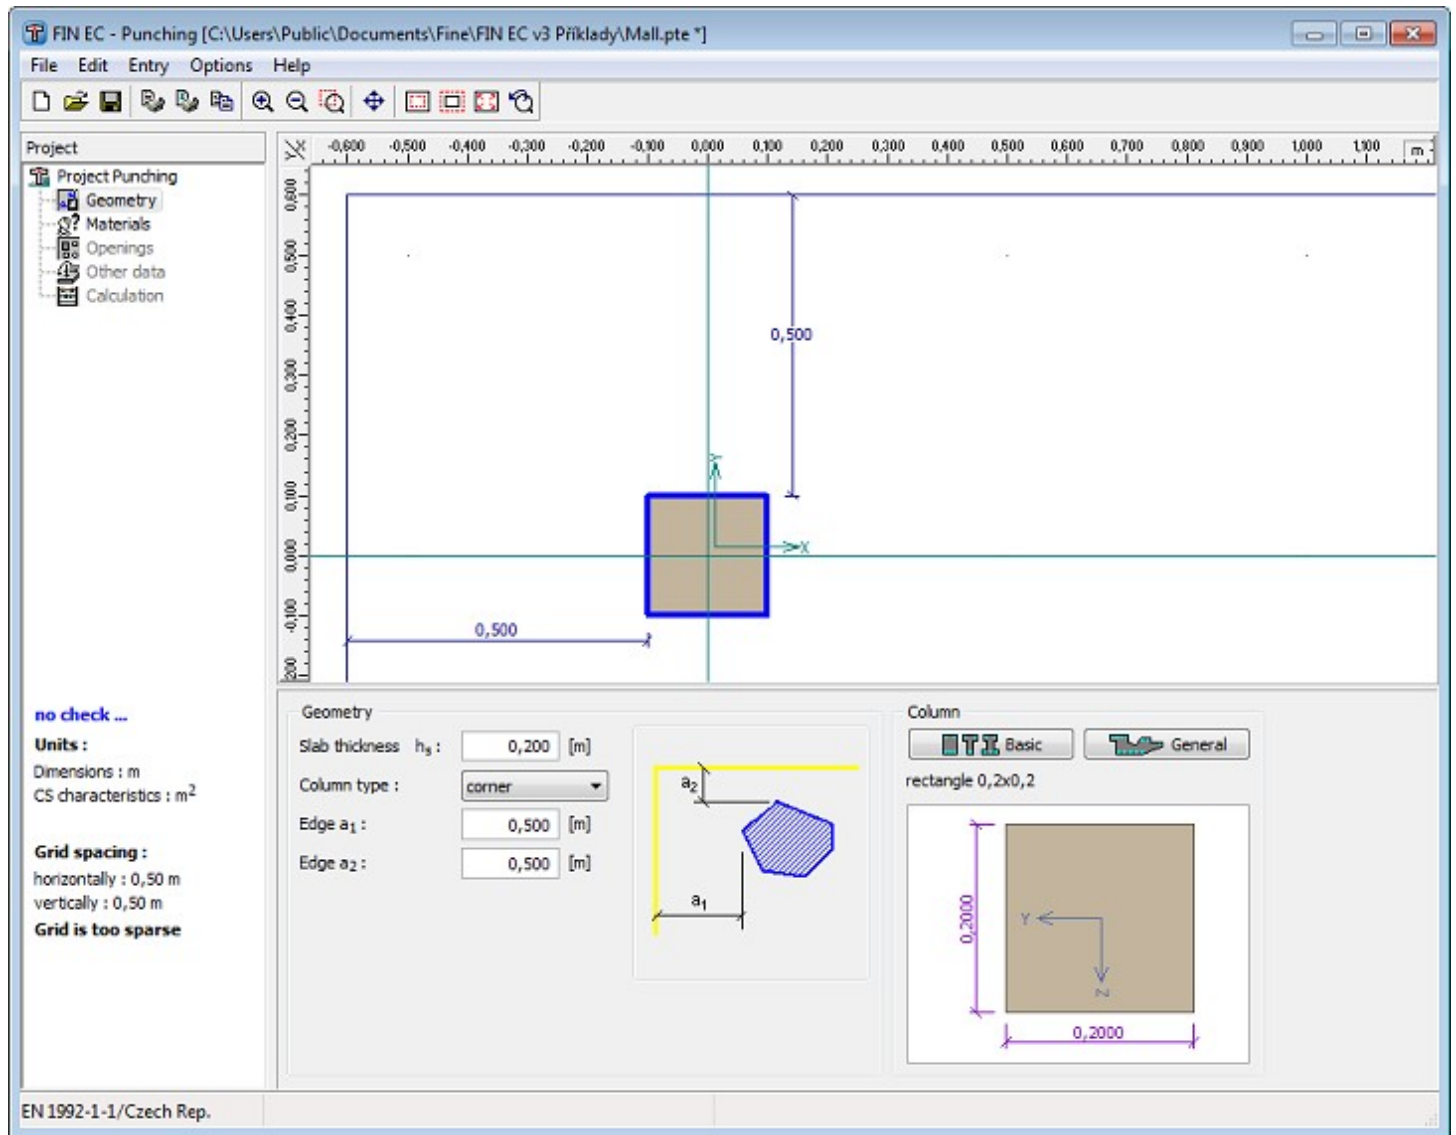 FIN EC - Punching [C:\Users\Public\Documents\Fine\FIN EC v3 Příklady\Mall.pte *]
File Edit Entry Options Help
Project
Project Punching
Geometry
Materials
Openings
Other data
Calculation
-0,600 -0,500 -0,400 -0,300 -0,200 -0,100 0,000 0,100 0,200 0,300 0,400 0,500 0,600 0,700 0,800 0,900 1,000 1,100 m
0,600
0,500
0,400
0,300
0,200
0,100
0,000
-0,100
200
0,500
Y
X
0,500
no check ...
Units :
Dimensions : m
CS characteristics : m²
Grid spacing :
horizontally : 0,50 m
vertically : 0,50 m
Grid is too sparse
Geometry
Slab thickness hs : 0,200 [m]
Column type : corner
Edge a1 : 0,500 [m]
Edge a2 : 0,500 [m]
a2
a1
Column
Basic General
rectangle 0,2x0,2
0,2000
Y
Z
0,2000
EN 1992-1-1/Czech Rep.